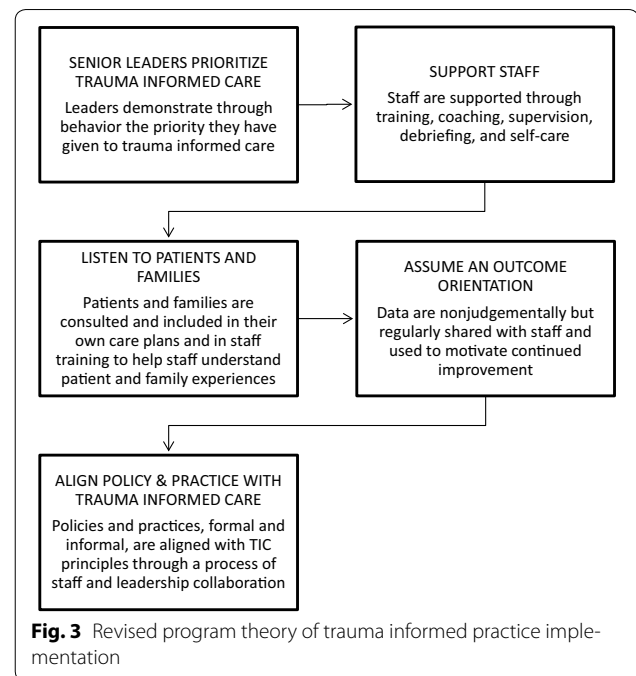 SENIOR LEADERS PRIORITIZE
TRAUMA INFORMED CARE
Leaders demonstrate through
behavior the priority they have
given to trauma informed care
SUPPORT STAFF
Staff are supported through
training, coaching, supervision,
debriefing, and self-care
LISTEN TO PATIENTS AND
FAMILIES
Patients and families are
consulted and included in their
own care plans and in staff
training to help staff understand
patient and family experiences
ASSUME AN OUTCOME
ORIENTATION
Data are nonjudgementally but
regularly shared with staff and
used to motivate continued
improvement
ALIGN POLICY & PRACTICE WITH
TRAUMA INFORMED CARE
Policies and practices, formal and
informal, are aligned with TIC
principles through a process of
staff and leadership collaboration
Fig. 3 Revised program theory of trauma informed practice imple-
mentation